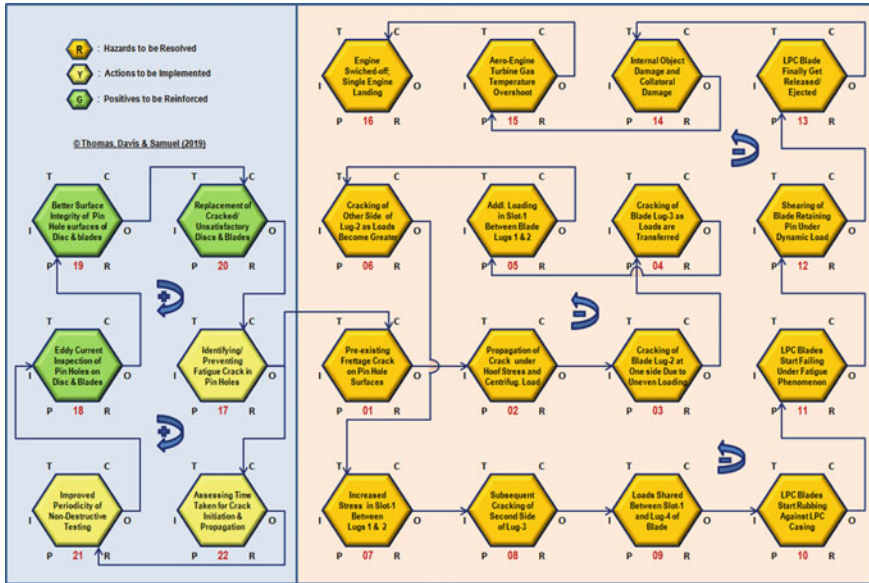 R : Hazards to be Resolved
Y : Actions to be Implemented
G : Positives to be Reinforced
© Thomas, Davis & Samuel (2019)
T C
Engine
Swiched-off;
Single Engine
Landing
I O
P 16 R
T C
Aero-Engine
Turbine Gas
Temperature
Overshoot
I O
P 15 R
T C
Internal Object
Damage and
Collatoral
Damage
I O
P 14 R
T C
LPC Blade
Finally Get
Released/
Ejected
I O
P 13 R
T C
Better Surface
Integrity of Pin
Hole surfaces of
Disc & blades
I O
P 19 R
T C
Replacement of
Cracked/
Unsatisfactory
Discs & Blades
I O
P 20 R
T C
Cracking of
Other Side of
Lug-2 as Loads
Become Greater
I O
P 06 R
T C
Addl. Loading
in Slot-1
Between Blade
Lugs 1 & 2
I O
P 05 R
T C
Cracking of
Blade Lug-3 as
Loads are
Transferred
I O
P 04 R
T C
Shearing of
Blade Retaining
Pin Under
Dynamic Load
I O
P 12 R
T C
Eddy Current
Inspection of
Pin Holes on
Disc & Blades
I O
P 18 R
T C
Identifying/
Preventing
Fatigue Crack in
Pin Holes
I O
P 17 R
T C
Pre-existing
Frettage Crack
on Pin Hole
Surfaces
I O
P 01 R
T C
Propagation of
Crack under
Hoof Stress and
Centrifug. Load
I O
P 02 R
T C
Cracking of
Blade Lug-2 at
One side Due to
Uneven Loading
I O
P 03 R
T C
LPC Blades
Start Failing
Under Fatigue
Phenomenon
I O
P 11 R
T C
Improved
Periodicity of
Non-Destructive
Testing
I O
P 21 R
T C
Assessing Time
Taken for Crack
Initiation &
Propagation
I O
P 22 R
T C
Increased
Stress in Slot-1
Between
Lugs 1 & 2
I O
P 07 R
T C
Subsequent
Cracking of
Second Side
of Lug-3
I O
P 08 R
T C
Loads Shared
Between Slot-1
and Lug-4 of
Blade
I O
P 09 R
T C
LPC Blades
Start Rubbing
Against LPC
Casing
I O
P 10 R